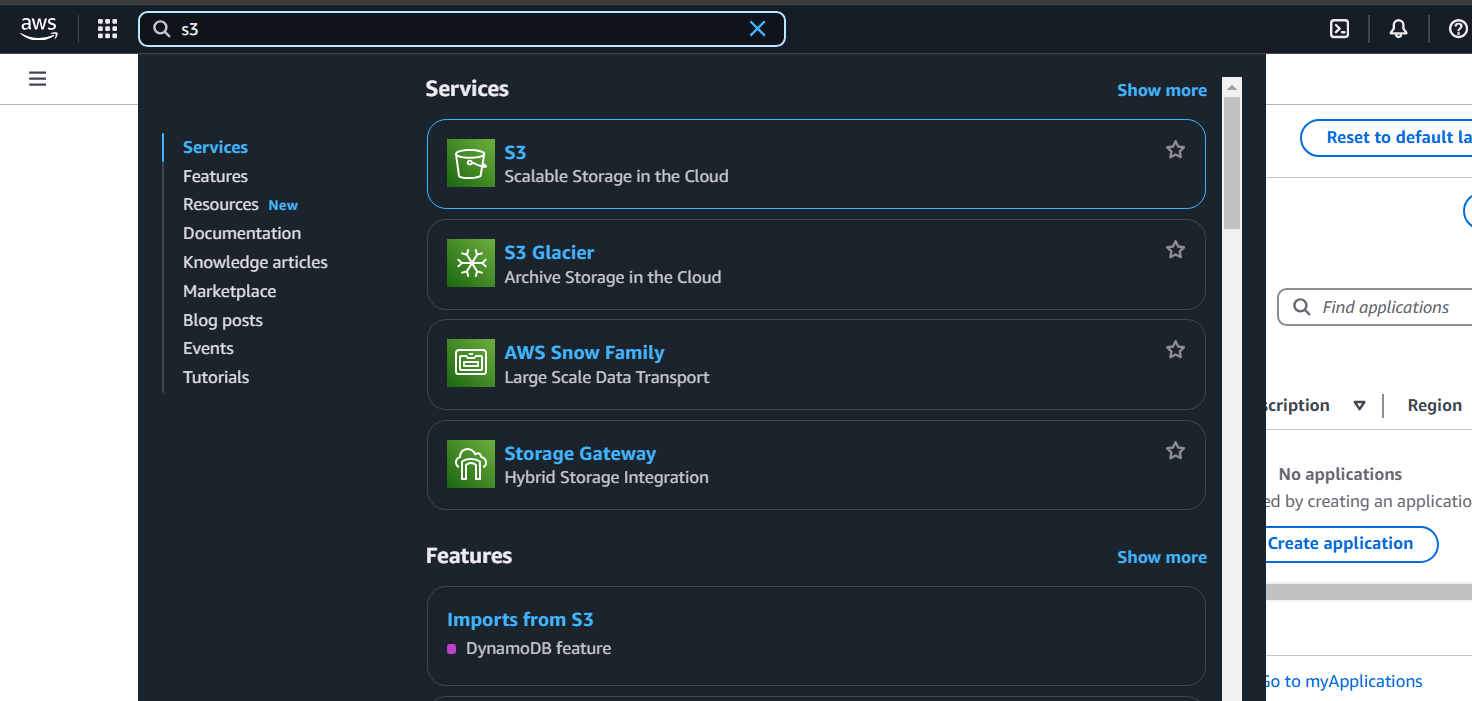 aws
s3
Services
Show more
Services
Features
Resources New
Documentation
Knowledge articles
Marketplace
Blog posts
Events
Tutorials
S3
Scalable Storage in the Cloud
S3 Glacier
Archive Storage in the Cloud
AWS Snow Family
Large Scale Data Transport
Storage Gateway
Hybrid Storage Integration
Features
Show more
Imports from S3
DynamoDB feature
Reset to default la
Find applications
scription
Region
No applications
ed by creating an applicatio
Create application
Go to myApplications